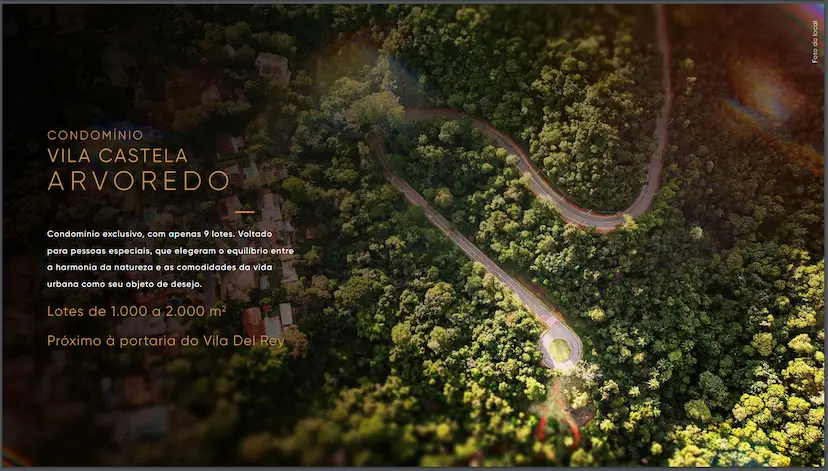 CONDOMÍNIO
VILA CASTELA
ARVOREDO
Condomínio exclusivo, com apenas 9 lotes. Voltado
para pessoas especiais, que elegeram o equilíbrio entre
a harmonia da natureza e as comodidades da vida
urbana como seu objeto de desejo.
Lotes de 1.000 a 2.000 m²
Próximo à portaria do Vila Del Rey
Foto do local